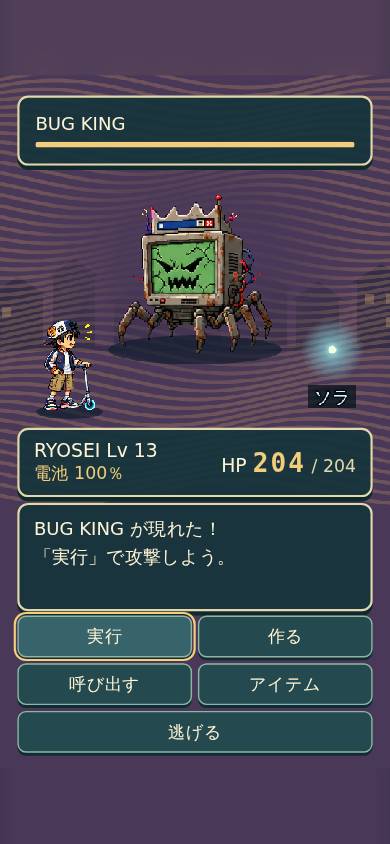 BUG KING
ソラ
RYOSEI Lv 13
電池 100%
HP 204 / 204
BUG KING が現れた！
「実行」で攻撃しよう。
実行
作る
呼び出す
アイテム
逃げる